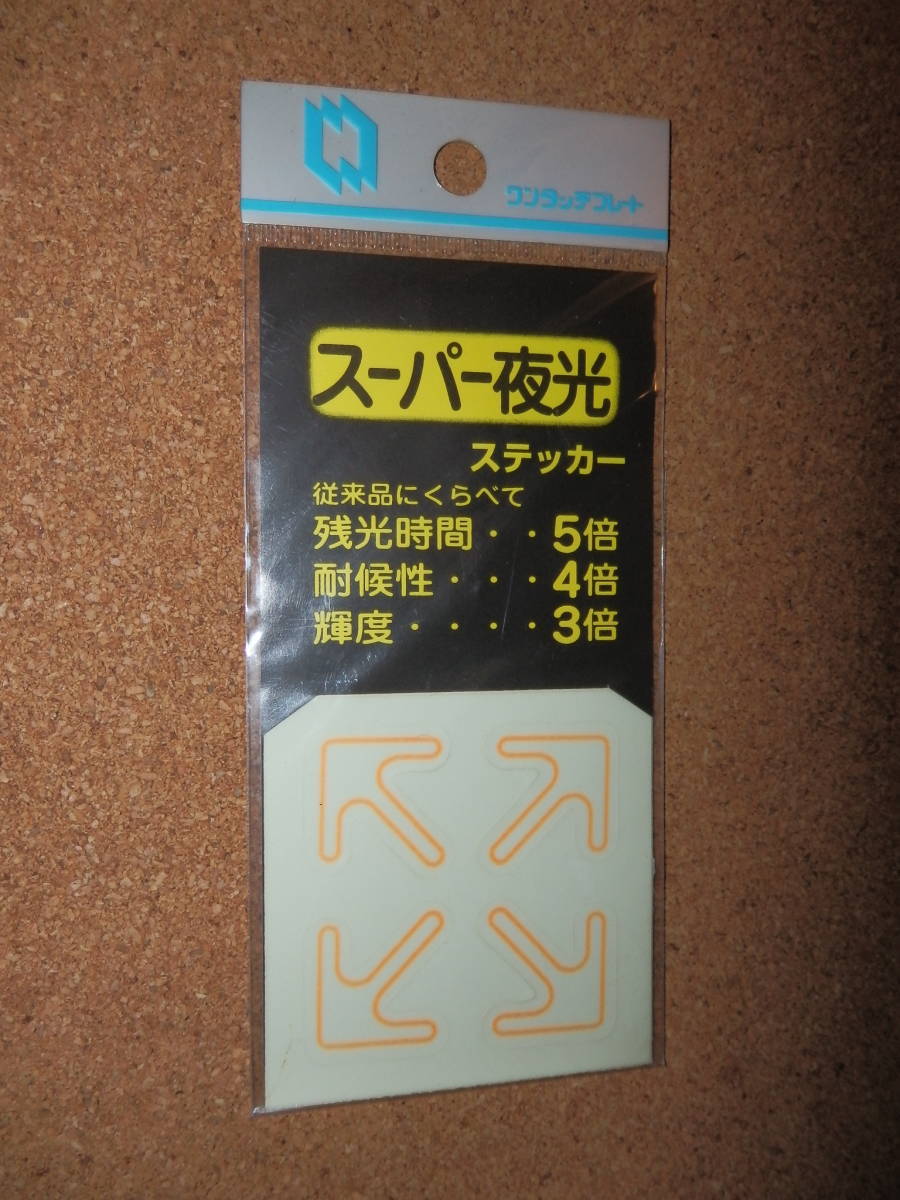 ワンタッチプレート
スーパー夜光
ステッカー
従来品にくらべて
残光時間・・5倍
耐候性・・・4倍
輝度・・・・3倍